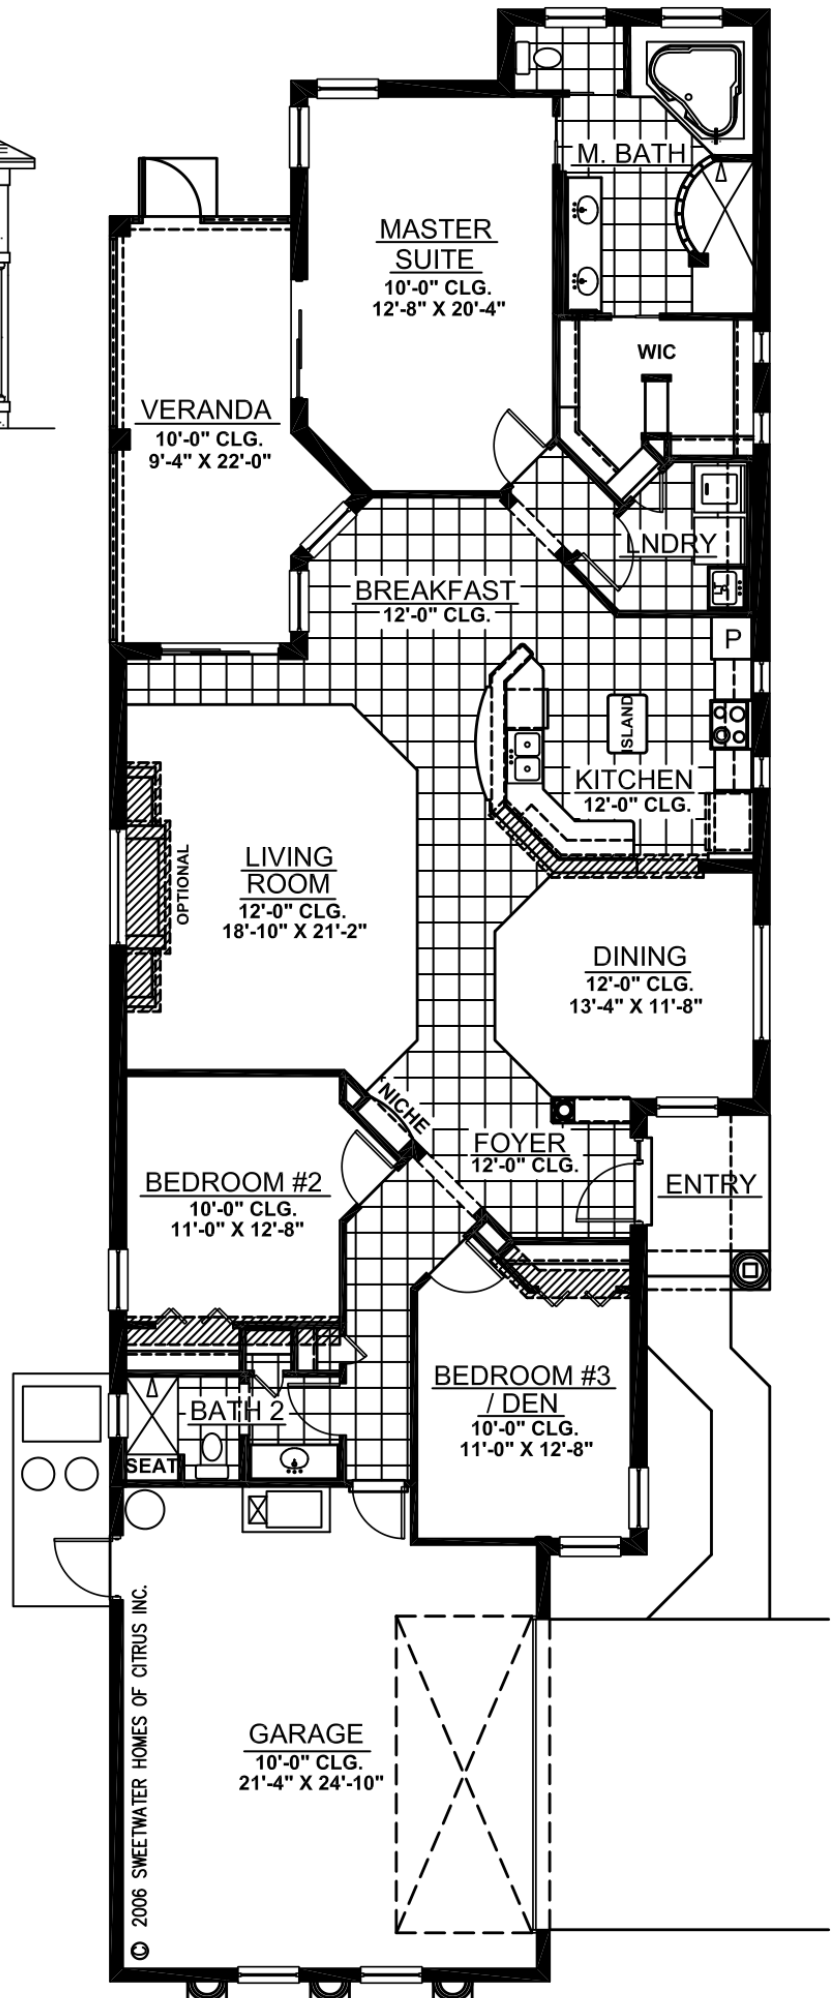 M. BATH
MASTER
SUITE
10'-0" CLG.
12'-8" X 20'-4"
WIC
VERANDA
10'-0" CLG.
9'-4" X 22'-0"
LNDRY
BREAKFAST
12'-0" CLG.
P
ISLAND
KITCHEN
12'-0" CLG.
OPTIONAL
LIVING
ROOM
12'-0" CLG.
18'-10" X 21'-2"
DINING
12'-0" CLG.
13'-4" X 11'-8"
NICHE
FOYER
12'-0" CLG.
ENTRY
BEDROOM #2
10'-0" CLG.
11'-0" X 12'-8"
BEDROOM #3
/ DEN
10'-0" CLG.
11'-0" X 12'-8"
BATH 2
SEAT
GARAGE
10'-0" CLG.
21'-4" X 24'-10"
© 2006 SWEETWATER HOMES OF CITRUS INC.